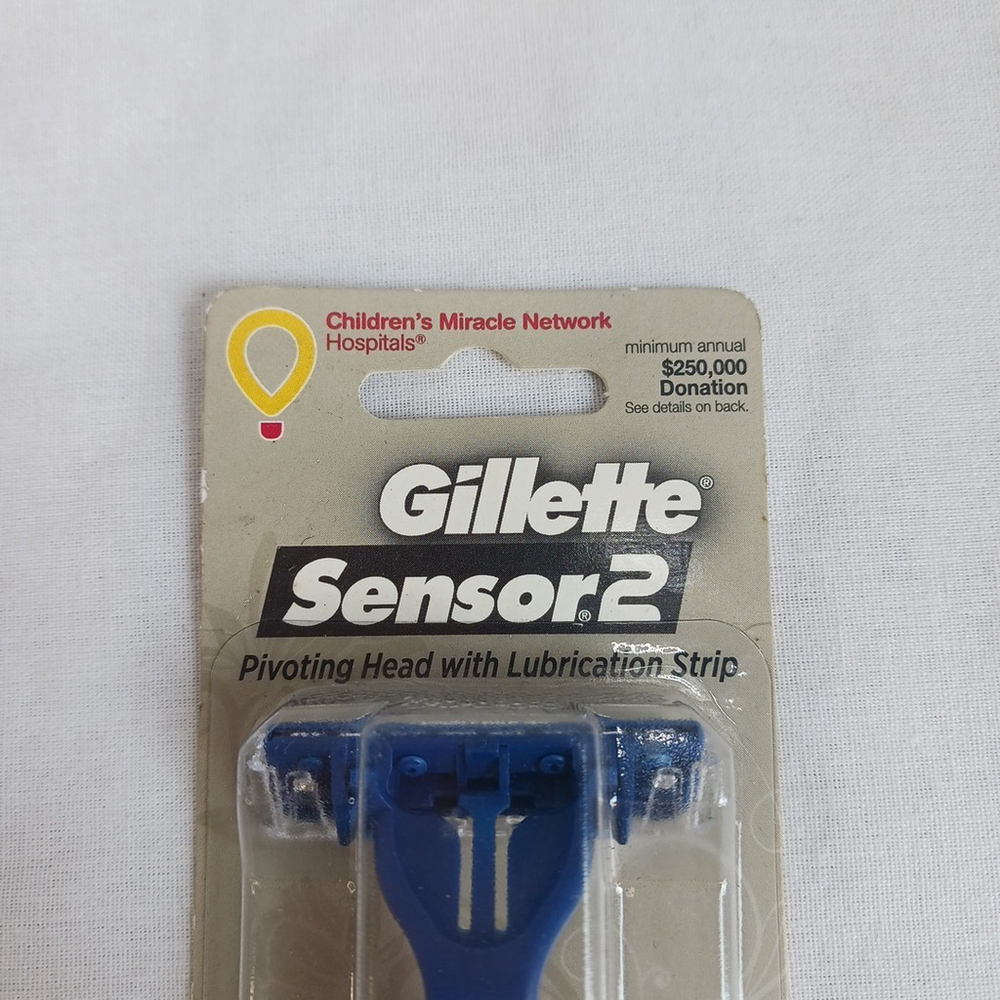 Children's Miracle Network
Hospitals®
minimum annual
$250,000
Donation
See details on back.
Gillette®
Sensor®2
Pivoting Head with Lubrication Strip